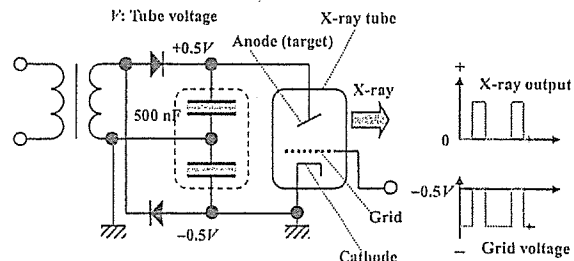 V: Tube voltage
X-ray tube
Anode (target)
+0.5V
X-ray
+
X-ray output
500 nF
0
−0.5V
Grid
−0.5V
Cathode
−
Grid voltage